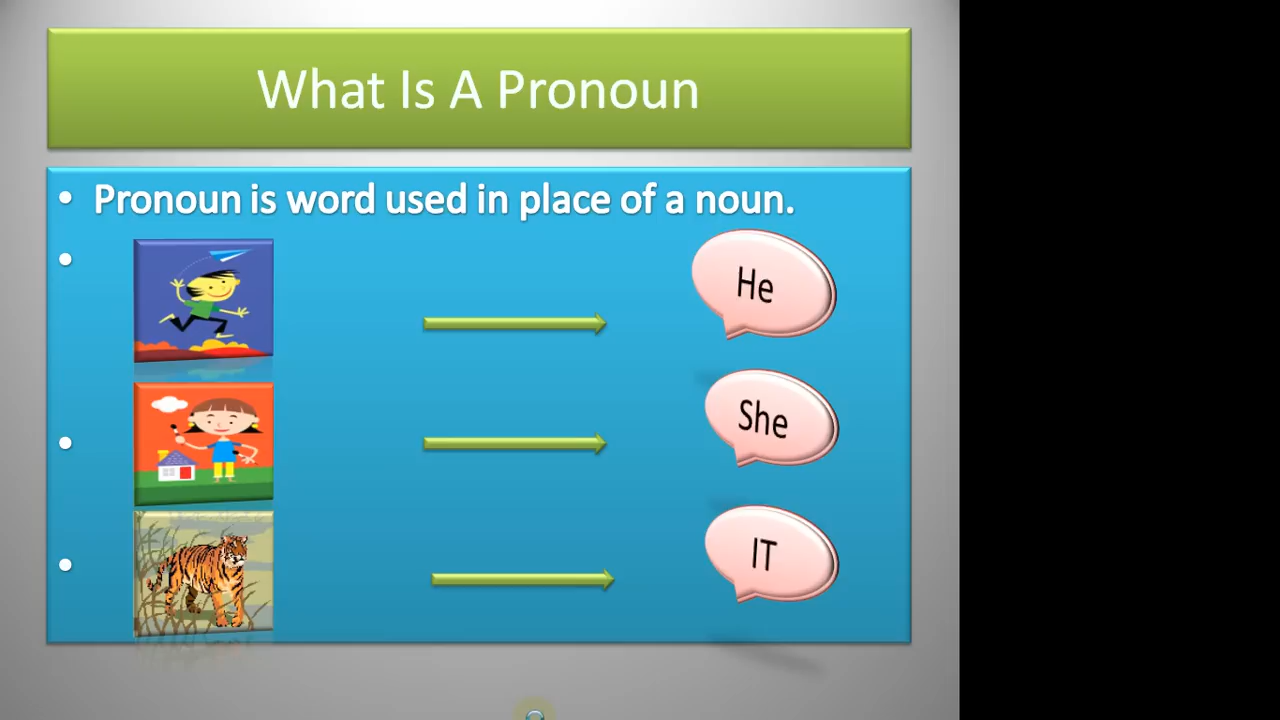 What Is A Pronoun
• Pronoun is word used in place of a noun.
He
She
IT